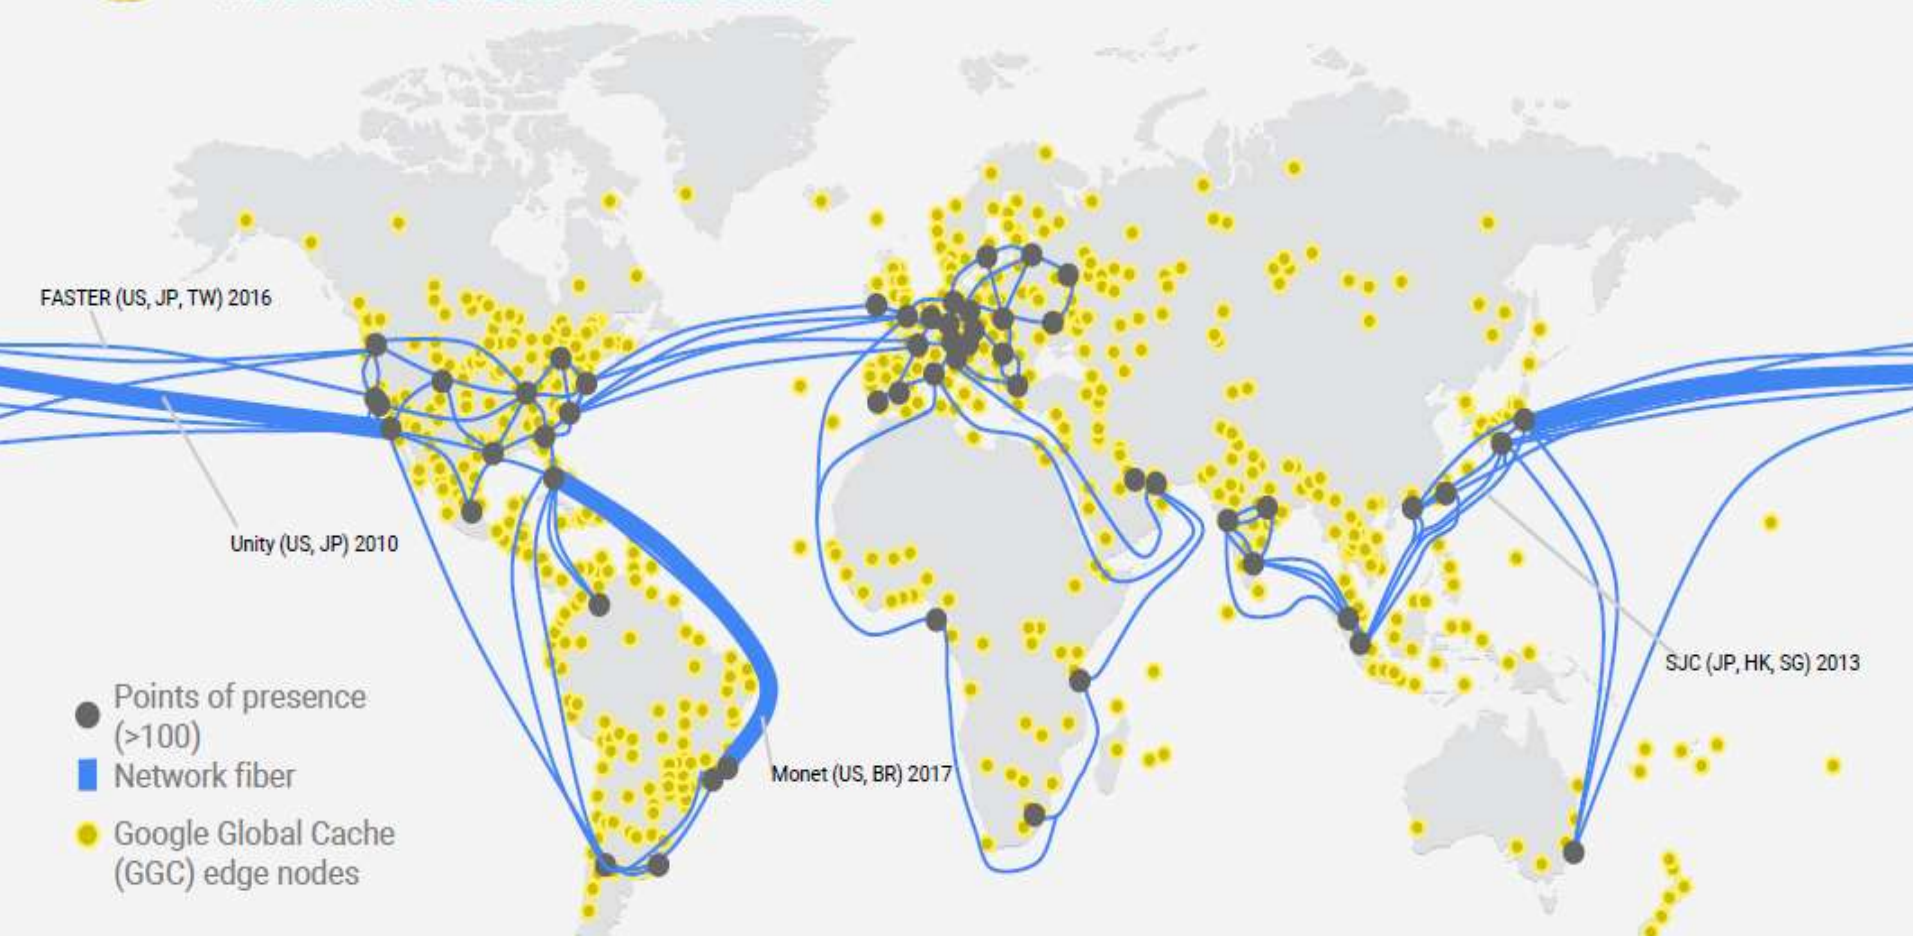 FASTER (US, JP, TW) 2016
Unity (US, JP) 2010
SJC (JP, HK, SG) 2013
Monet (US, BR) 2017
Points of presence
(>100)
Network fiber
Google Global Cache
(GGC) edge nodes